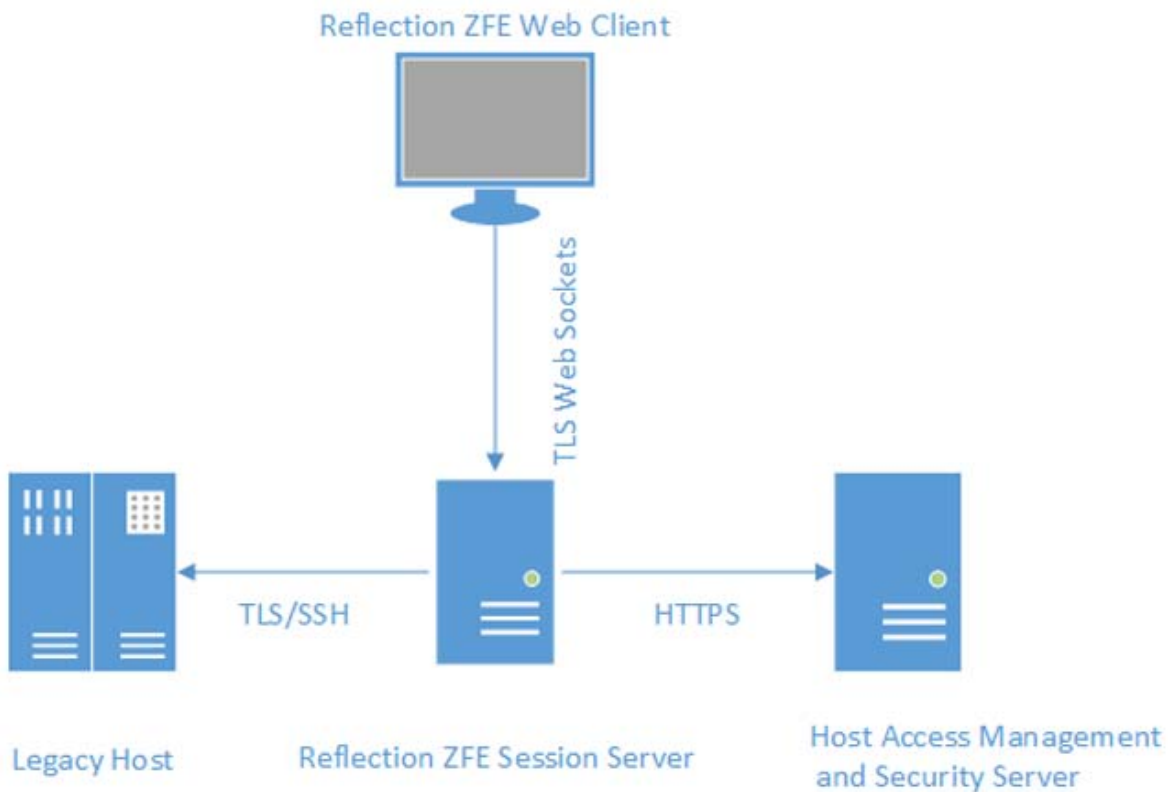 Reflection ZFE Web Client
TLS Web Sockets
TLS/SSH
HTTPS
Legacy Host
Reflection ZFE Session Server
Host Access Management
and Security Server